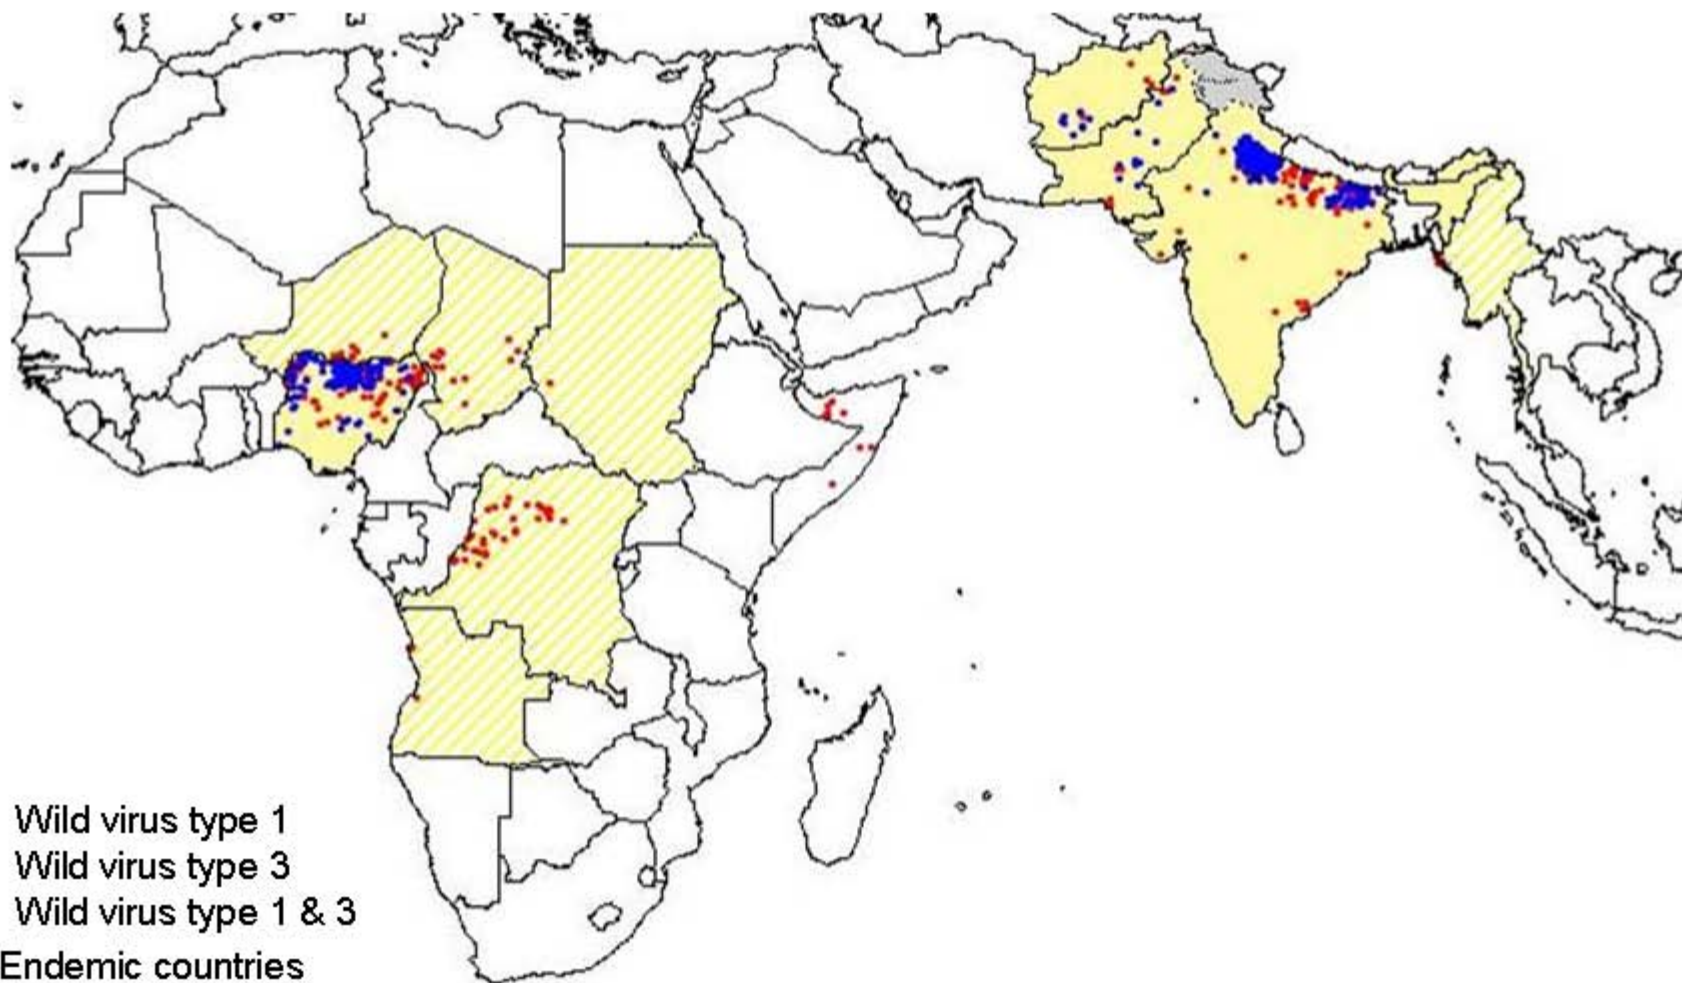 Wild virus type 1
Wild virus type 3
Wild virus type 1 & 3
Endemic countries